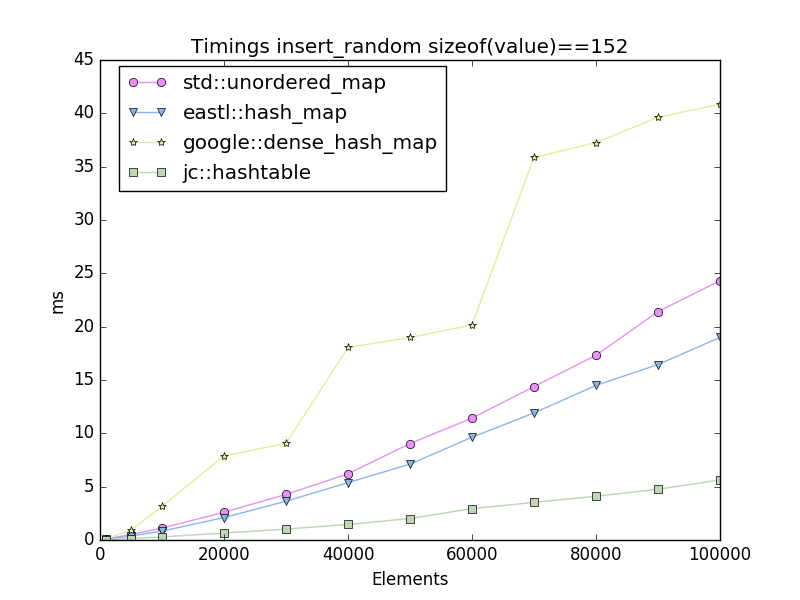 Timings insert_random sizeof(value)==152
std::unordered_map
eastl::hash_map
google::dense_hash_map
jc::hashtable
45
40
35
30
25
20
15
10
5
0
ms
0 20000 40000 60000 80000 100000
Elements